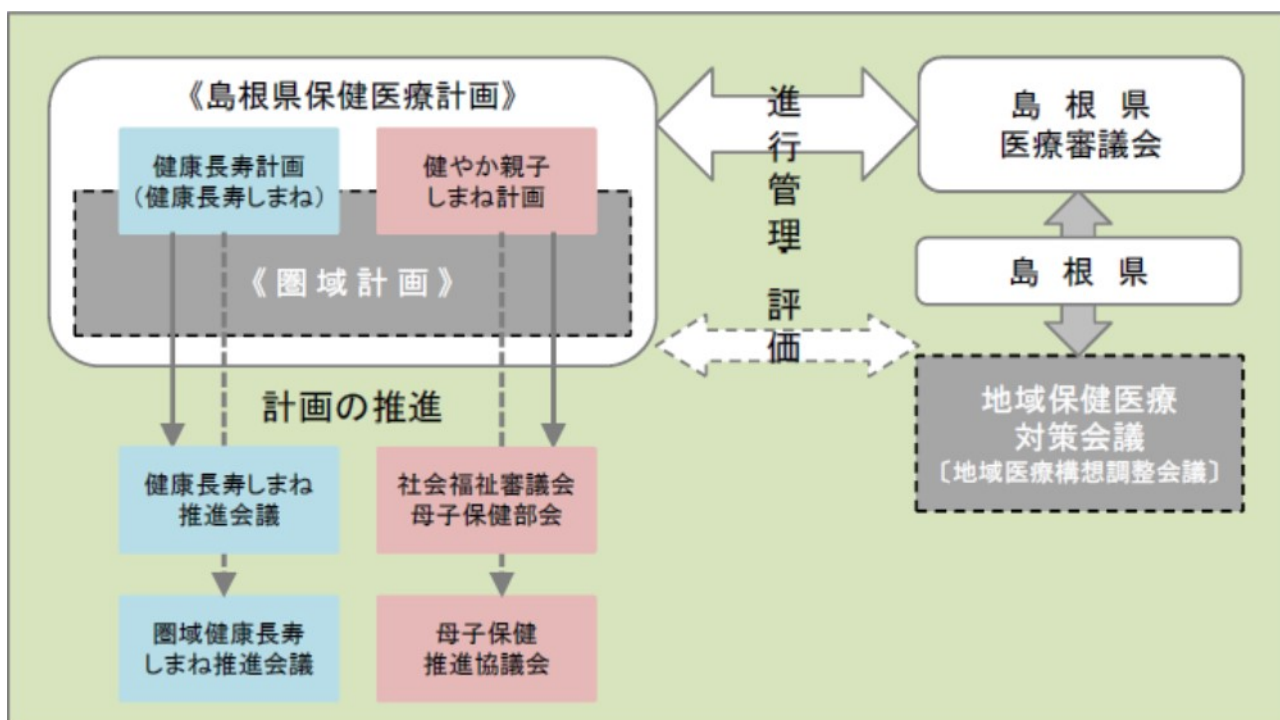 《島根県保健医療計画》
健康長寿計画
(健康長寿しまね)
健やか親子
しまね計画
《圏域計画》
計画の推進
健康長寿しまね
推進会議
社会福祉審議会
母子保健部会
圏域健康長寿
しまね推進会議
母子保健
推進協議会
進行管理・評価
島根県
医療審議会
島根県
地域保健医療
対策会議
〔地域医療構想調整会議〕